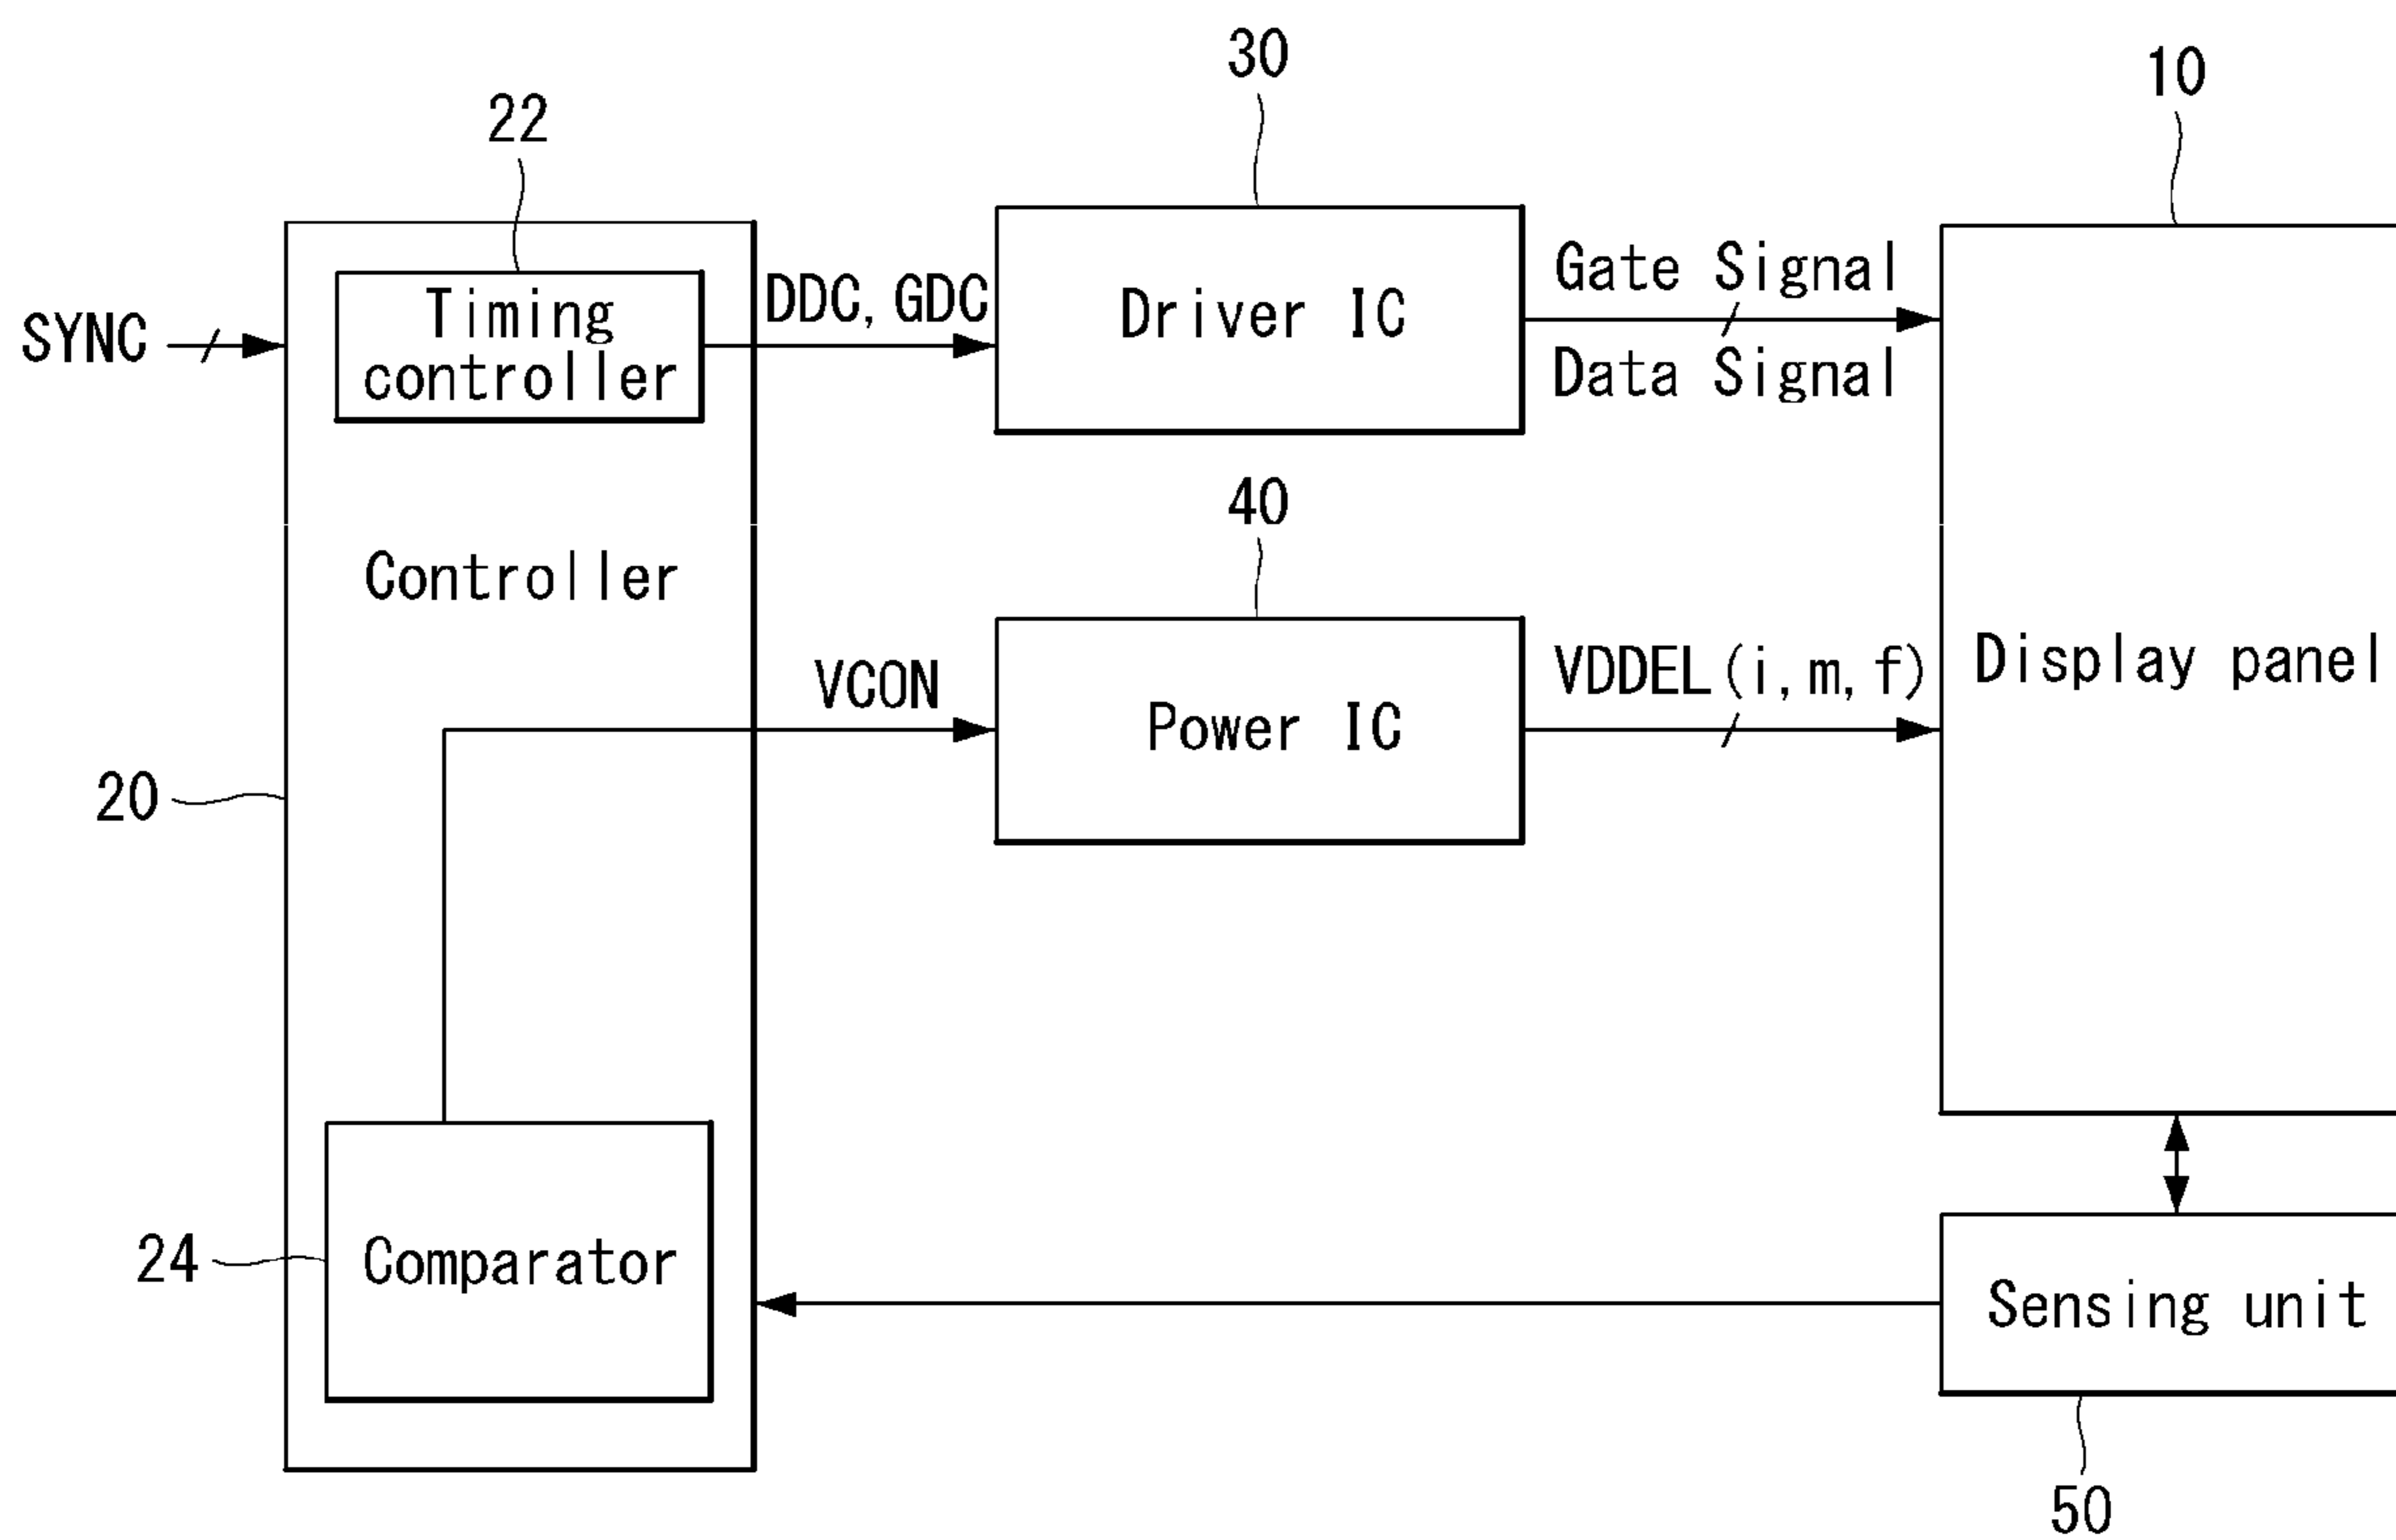 30
10
22
Gate Signal
DDC, GDC
Driver IC
SYNC
Timing
controller
Data Signal
40
Controller
VCON
VDDEL(i, m, f)
Display panel
Power IC
20
24
Comparator
Sensing unit
50